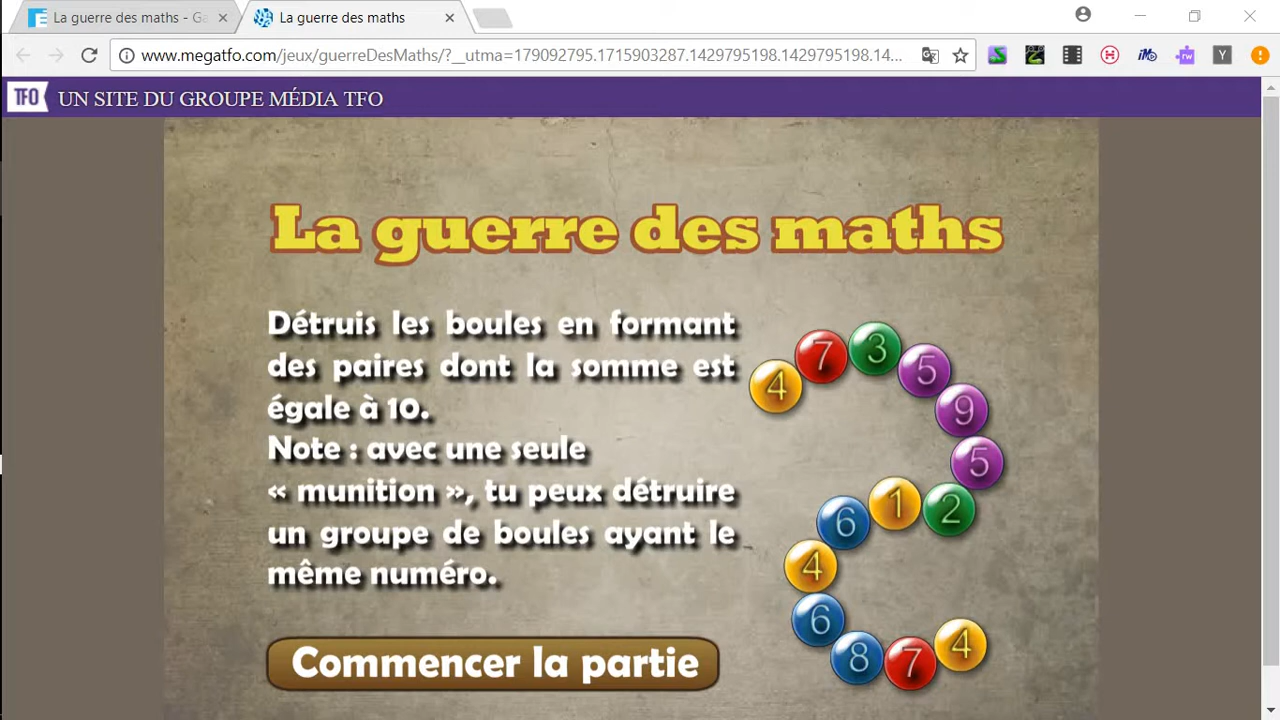 La guerre des maths - Ga
La guerre des maths
www.megatfo.com/jeux/guerreDesMaths/?__utma=179092795.1715903287.1429795198.1429795198.14...
TFO UN SITE DU GROUPE MÉDIA TFO
La guerre des maths
Détruis les boules en formant
des paires dont la somme est
égale à 10.
Note : avec une seule
« munition », tu peux détruire
un groupe de boules ayant le
même numéro.
Commencer la partie
4 7 3 5 9 5 2 1 6 4 6 8 7 4